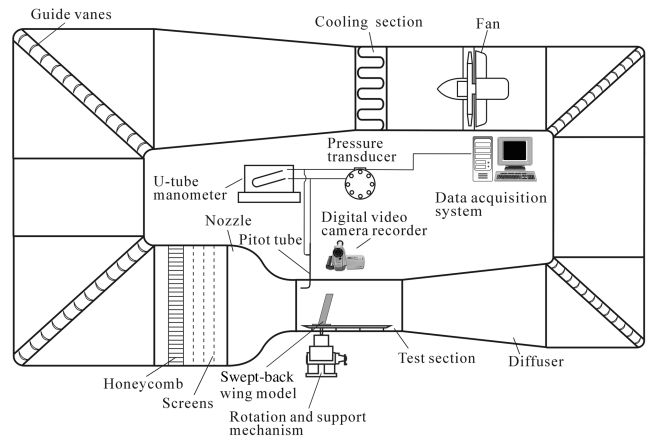 Guide vanes
Cooling section
Fan
Pressure
transducer
U-tube
manometer
Data acquisition
system
Nozzle
Digital video
camera recorder
Pitot tube
Test section
Diffuser
Honeycomb
Screens
Swept-back
wing model
Rotation and support
mechanism